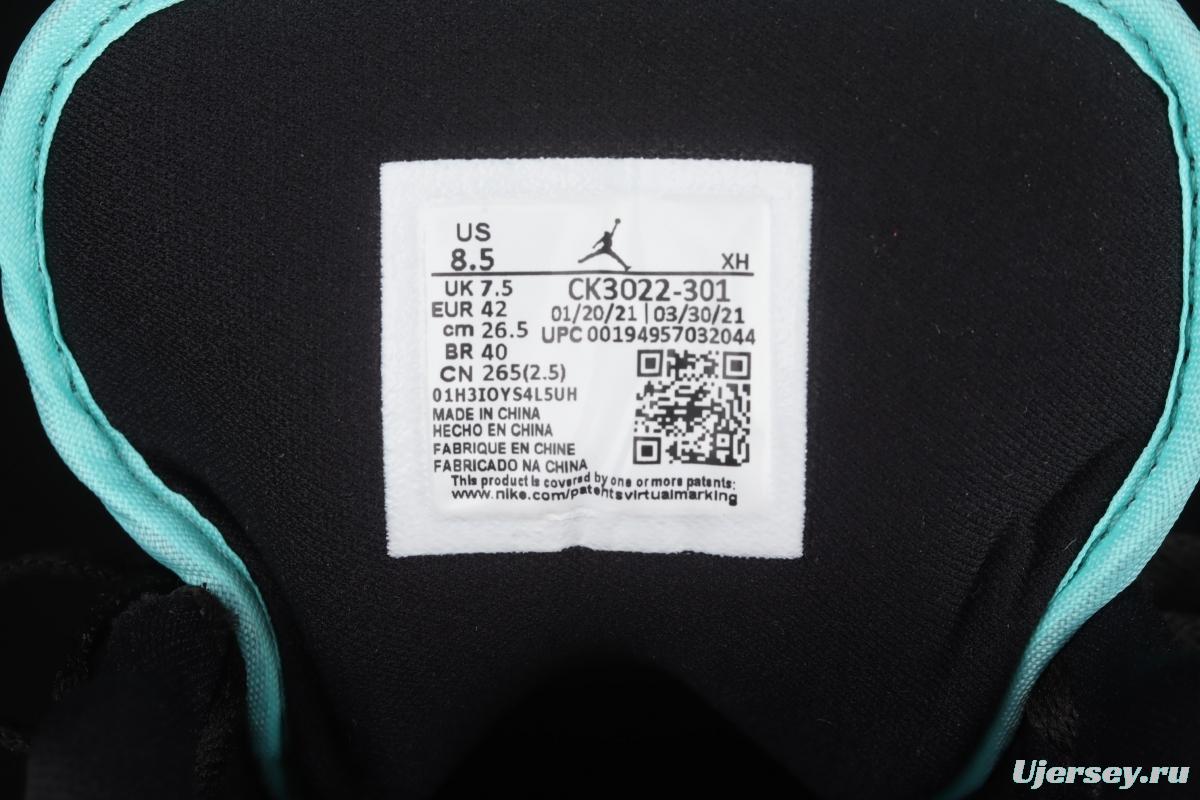 US
8.5
XH
UK 7.5
EUR 42
cm 26.5
BR 40
CN 265(2.5)
CK3022-301
01/20/21 | 03/30/21
UPC 00194957032044
01H3IOYS4L5UH
MADE IN CHINA
HECHO EN CHINA
FABRIQUE EN CHINE
FABRICADO NA CHINA
This product is covered by one or more patents:
www.nike.com/patentsvirtualmarking
Ujersey.ru